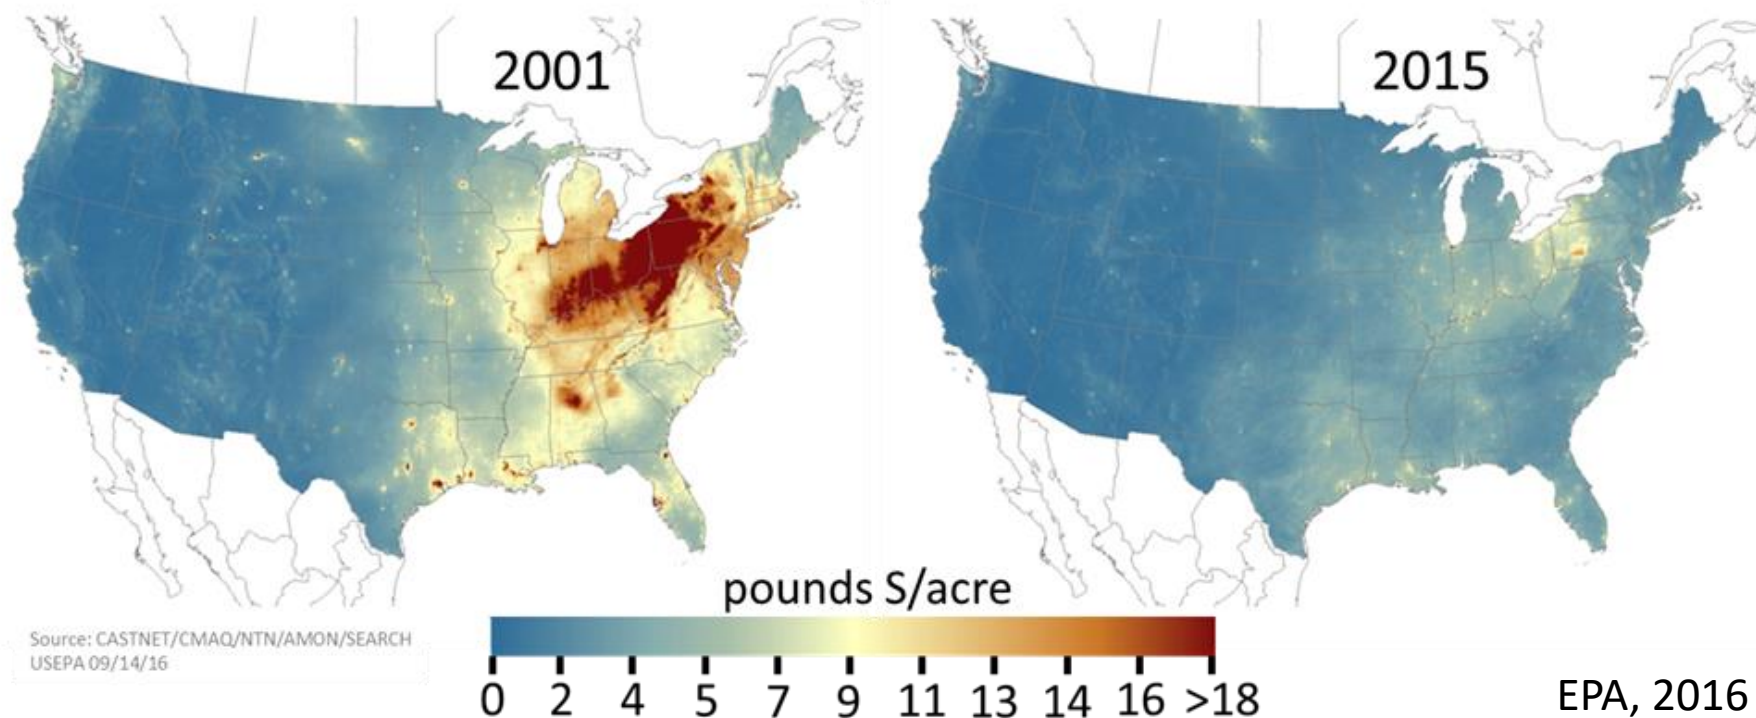 2001
2015
pounds S/acre
0 2 4 5 7 9 11 13 14 16 >18
Source: CASTNET/CMAQ/NTN/AMON/SEARCH
USEPA 09/14/16
EPA, 2016